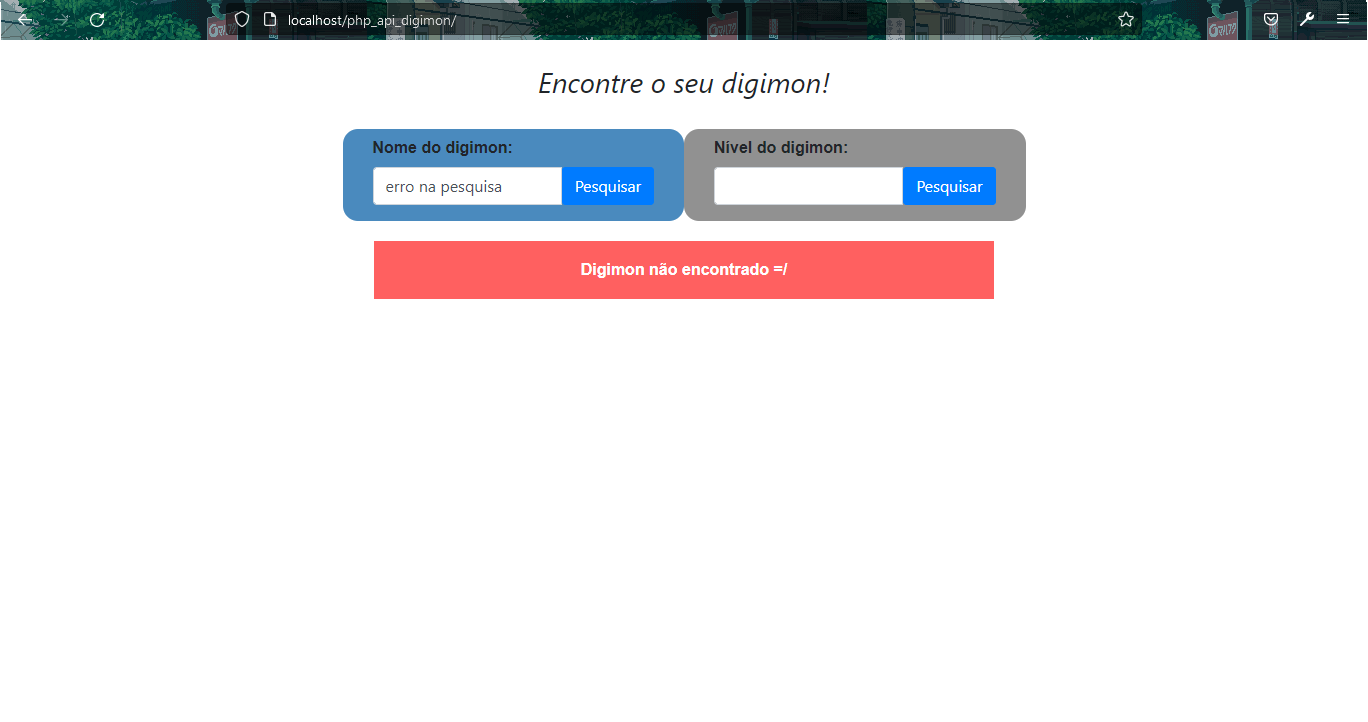 localhost/php_api_digimon/
Encontre o seu digimon!
Nome do digimon:
Nível do digimon:
erro na pesquisa
Pesquisar
Pesquisar
Digimon não encontrado =/